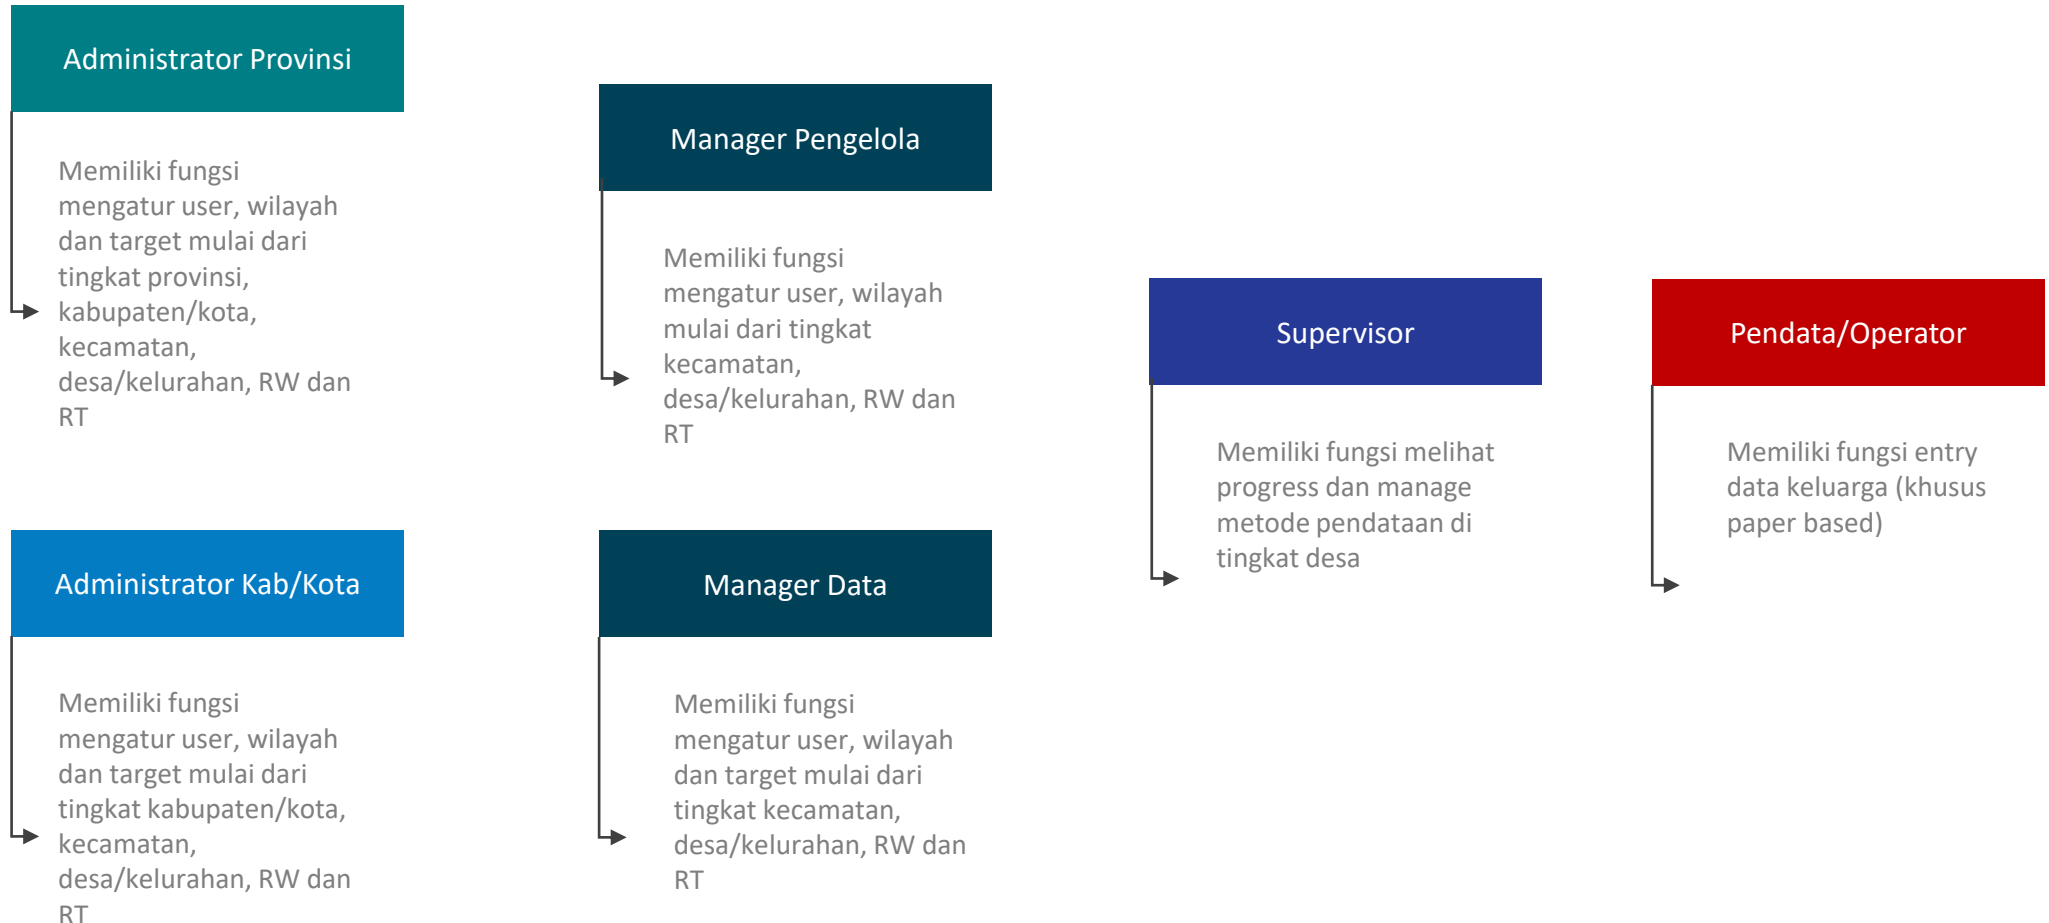 Administrator Provinsi
Memiliki fungsi
mengatur user, wilayah
dan target mulai dari
tingkat provinsi,
kabupaten/kota,
kecamatan,
desa/kelurahan, RW dan
RT
Manager Pengelola
Memiliki fungsi
mengatur user, wilayah
mulai dari tingkat
kecamatan,
desa/kelurahan, RW dan
RT
Supervisor
Memiliki fungsi melihat
progress dan manage
metode pendataan di
tingkat desa
Pendata/Operator
Memiliki fungsi entry
data keluarga (khusus
paper based)
Administrator Kab/Kota
Memiliki fungsi
mengatur user, wilayah
dan target mulai dari
tingkat kabupaten/kota,
kecamatan,
desa/kelurahan, RW dan
RT
Manager Data
Memiliki fungsi
mengatur user, wilayah
dan target mulai dari
tingkat kecamatan,
desa/kelurahan, RW dan
RT